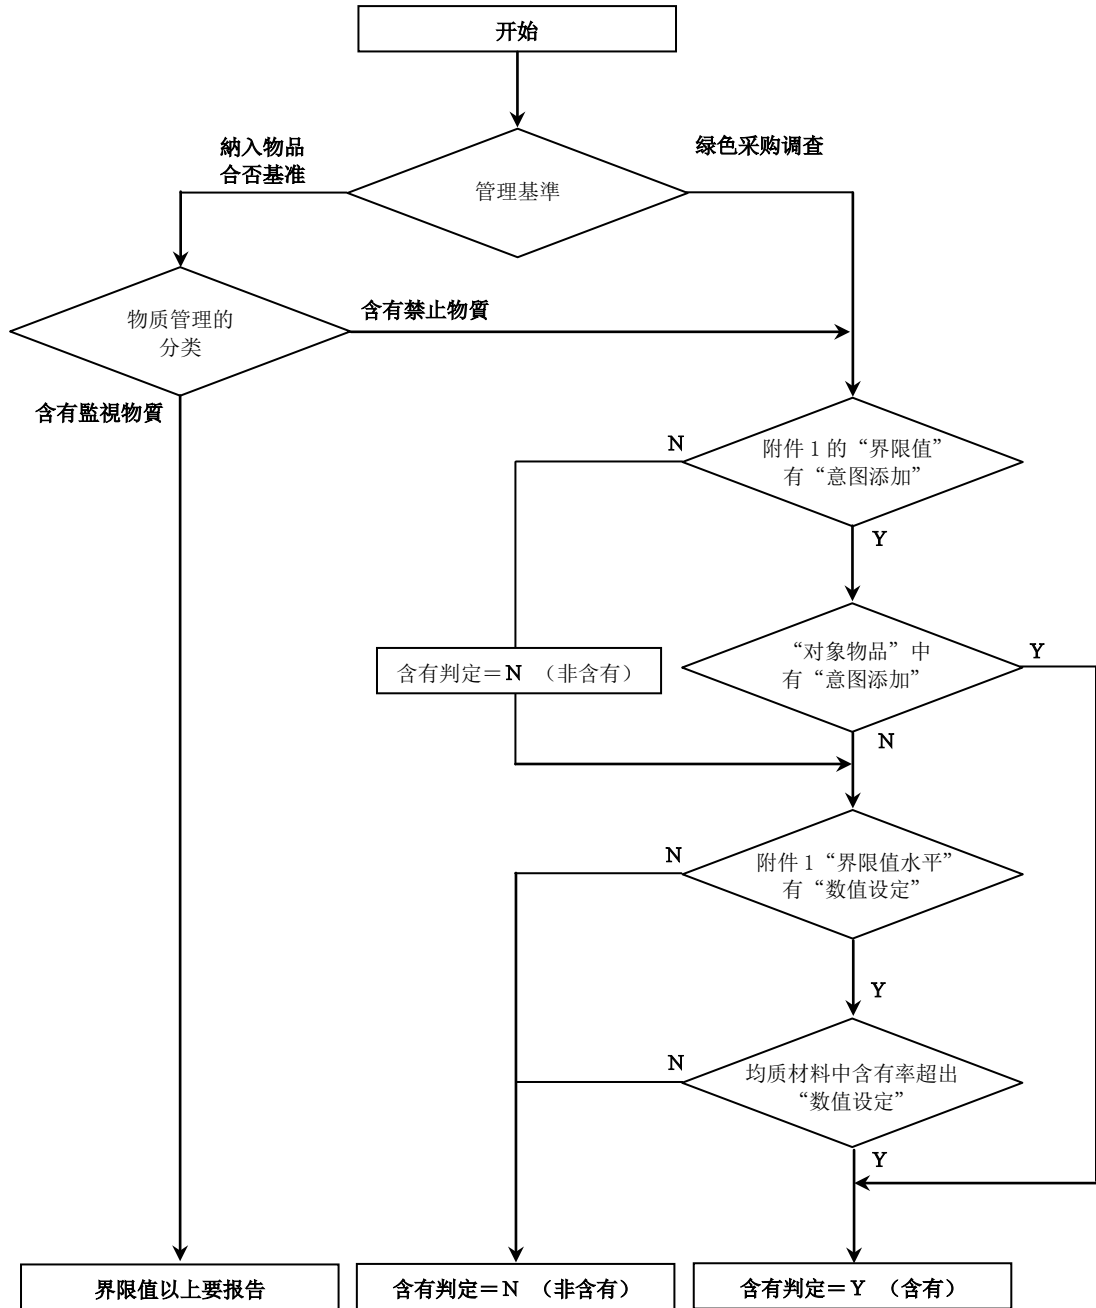 开始
納入物品
合否基准
绿色采购调查
管理基準
物质管理的
分类
含有禁止物質
含有監視物質
N
附件 1 的“界限值”
有“意图添加”
Y
“对象物品”中
有“意图添加”
Y
含有判定＝N （非含有）
N
附件 1“界限值水平”
有“数值设定”
N
Y
均质材料中含有率超出
“数值设定”
N
Y
界限值以上要报告
含有判定＝N （非含有）
含有判定＝Y （含有）